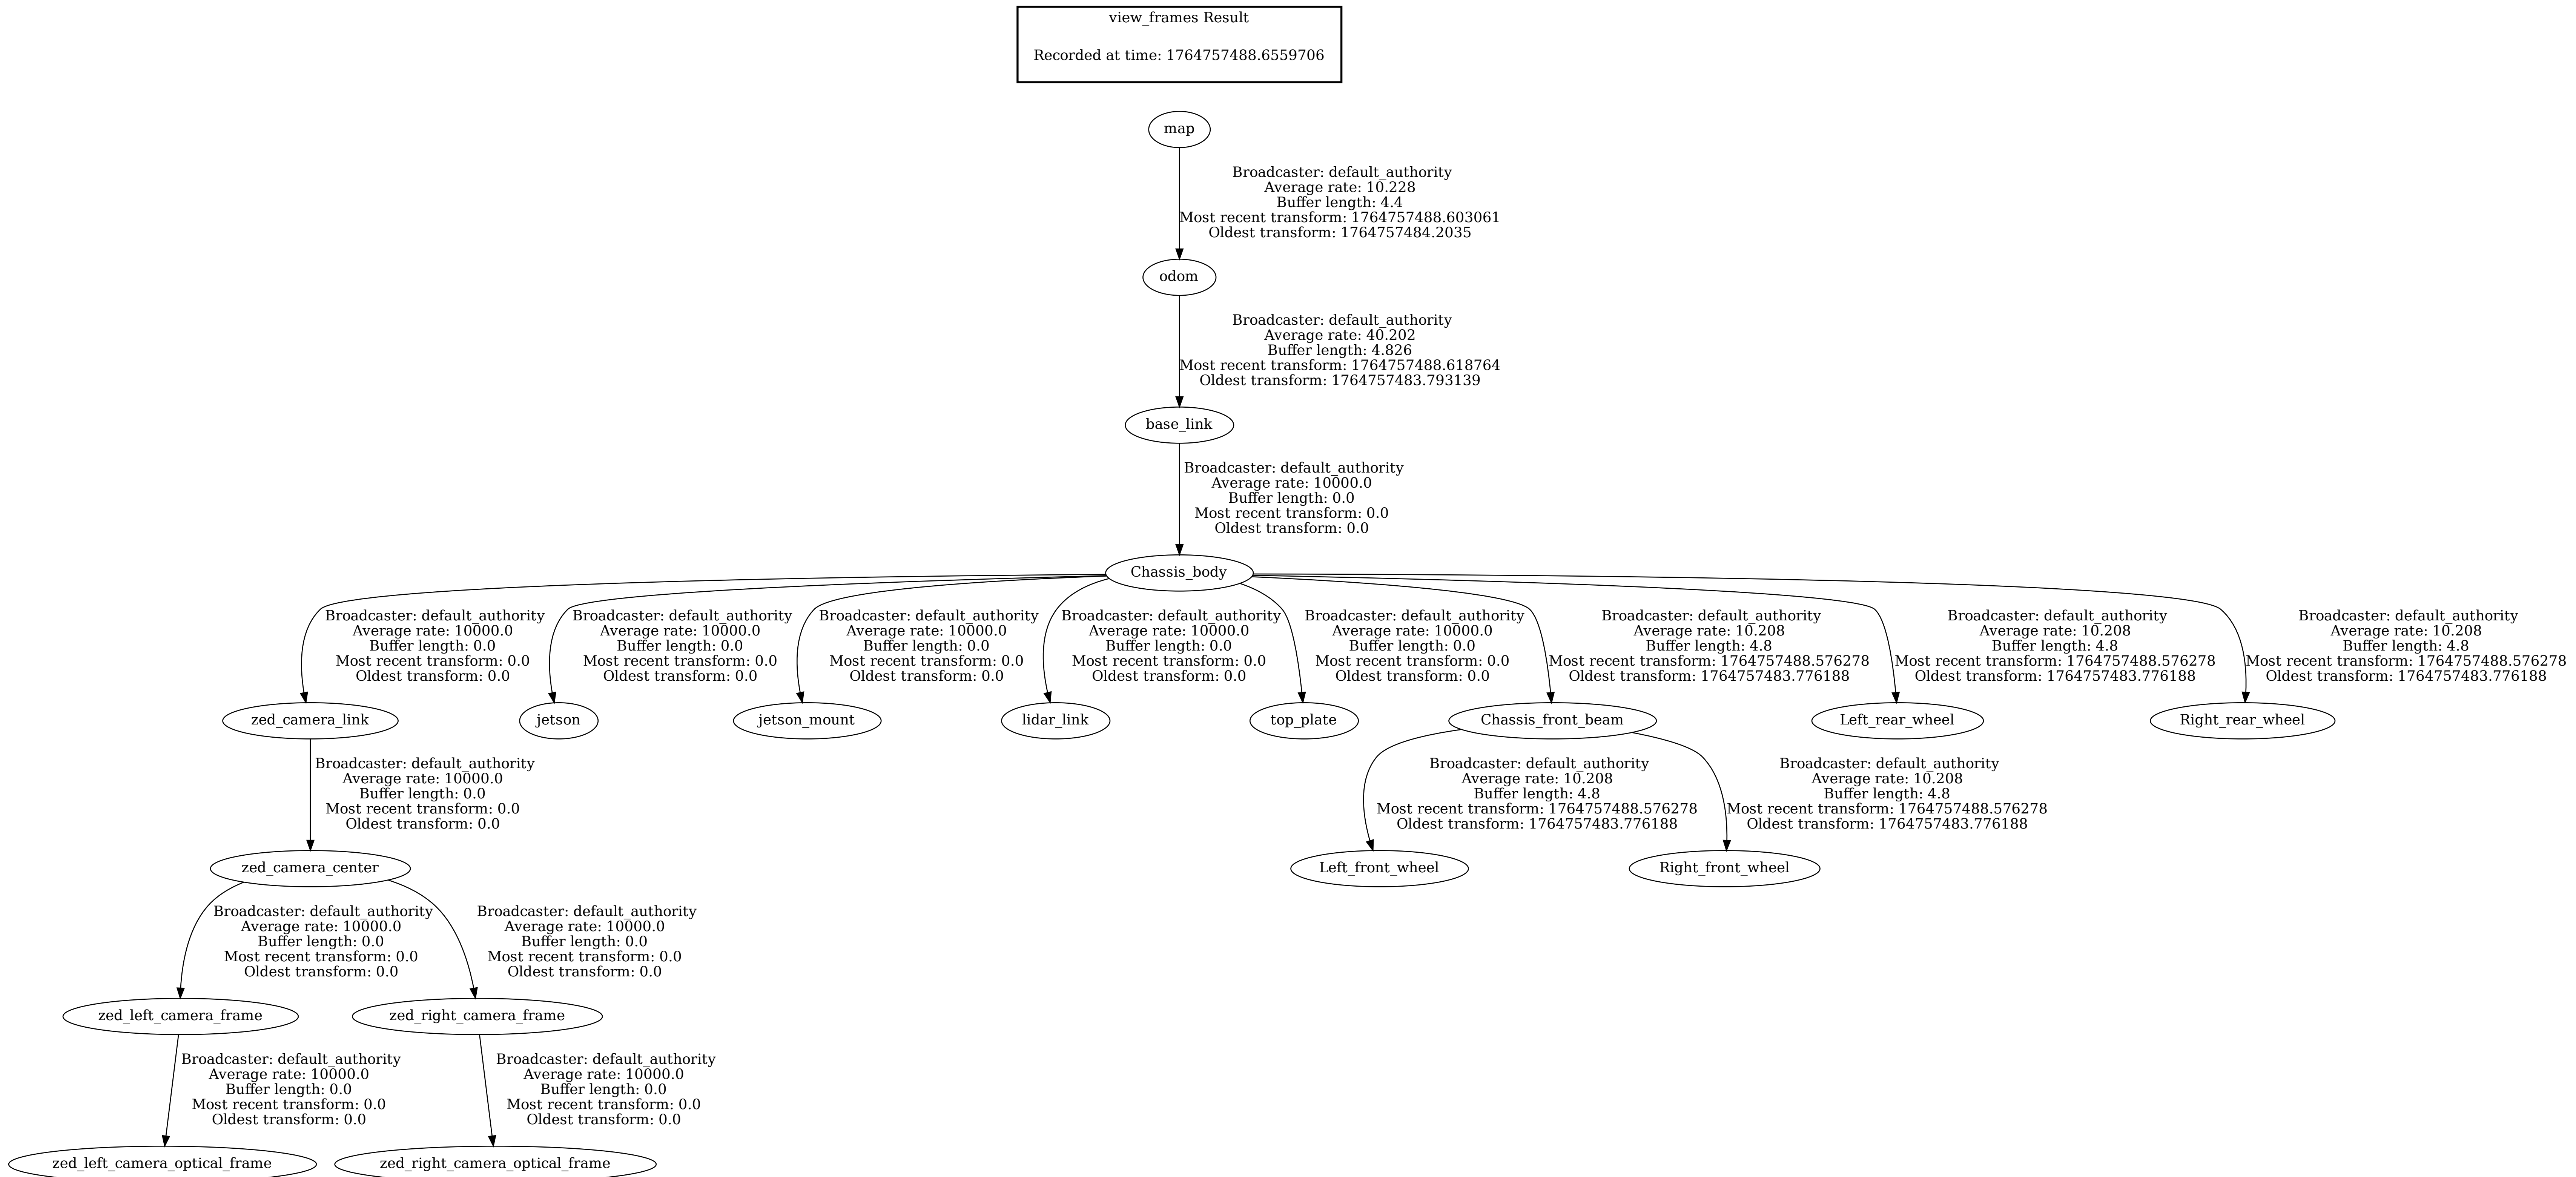 view_frames Result
Recorded at time: 1764757488.6559706
map
Broadcaster: default_authority
Average rate: 10.228
Buffer length: 4.4
Most recent transform: 1764757488.603061
Oldest transform: 1764757484.2035
odom
Broadcaster: default_authority
Average rate: 40.202
Buffer length: 4.826
Most recent transform: 1764757488.618764
Oldest transform: 1764757483.793139
base_link
Broadcaster: default_authority
Average rate: 10000.0
Buffer length: 0.0
Most recent transform: 0.0
Oldest transform: 0.0
Chassis_body
Broadcaster: default_authority
Average rate: 10000.0
Buffer length: 0.0
Most recent transform: 0.0
Oldest transform: 0.0
Broadcaster: default_authority
Average rate: 10000.0
Buffer length: 0.0
Most recent transform: 0.0
Oldest transform: 0.0
Broadcaster: default_authority
Average rate: 10000.0
Buffer length: 0.0
Most recent transform: 0.0
Oldest transform: 0.0
Broadcaster: default_authority
Average rate: 10000.0
Buffer length: 0.0
Most recent transform: 0.0
Oldest transform: 0.0
Broadcaster: default_authority
Average rate: 10000.0
Buffer length: 0.0
Most recent transform: 0.0
Oldest transform: 0.0
Broadcaster: default_authority
Average rate: 10.208
Buffer length: 4.8
Most recent transform: 1764757488.576278
Oldest transform: 1764757483.776188
Broadcaster: default_authority
Average rate: 10.208
Buffer length: 4.8
Most recent transform: 1764757488.576278
Oldest transform: 1764757483.776188
Broadcaster: default_authority
Average rate: 10.208
Buffer length: 4.8
Most recent transform: 1764757488.576278
Oldest transform: 1764757483.776188
zed_camera_link
jetson
jetson_mount
lidar_link
top_plate
Chassis_front_beam
Left_rear_wheel
Right_rear_wheel
Broadcaster: default_authority
Average rate: 10000.0
Buffer length: 0.0
Most recent transform: 0.0
Oldest transform: 0.0
Broadcaster: default_authority
Average rate: 10.208
Buffer length: 4.8
Most recent transform: 1764757488.576278
Oldest transform: 1764757483.776188
Broadcaster: default_authority
Average rate: 10.208
Buffer length: 4.8
Most recent transform: 1764757488.576278
Oldest transform: 1764757483.776188
zed_camera_center
Left_front_wheel
Right_front_wheel
Broadcaster: default_authority
Average rate: 10000.0
Buffer length: 0.0
Most recent transform: 0.0
Oldest transform: 0.0
Broadcaster: default_authority
Average rate: 10000.0
Buffer length: 0.0
Most recent transform: 0.0
Oldest transform: 0.0
zed_left_camera_frame
zed_right_camera_frame
Broadcaster: default_authority
Average rate: 10000.0
Buffer length: 0.0
Most recent transform: 0.0
Oldest transform: 0.0
Broadcaster: default_authority
Average rate: 10000.0
Buffer length: 0.0
Most recent transform: 0.0
Oldest transform: 0.0
zed_left_camera_optical_frame
zed_right_camera_optical_frame